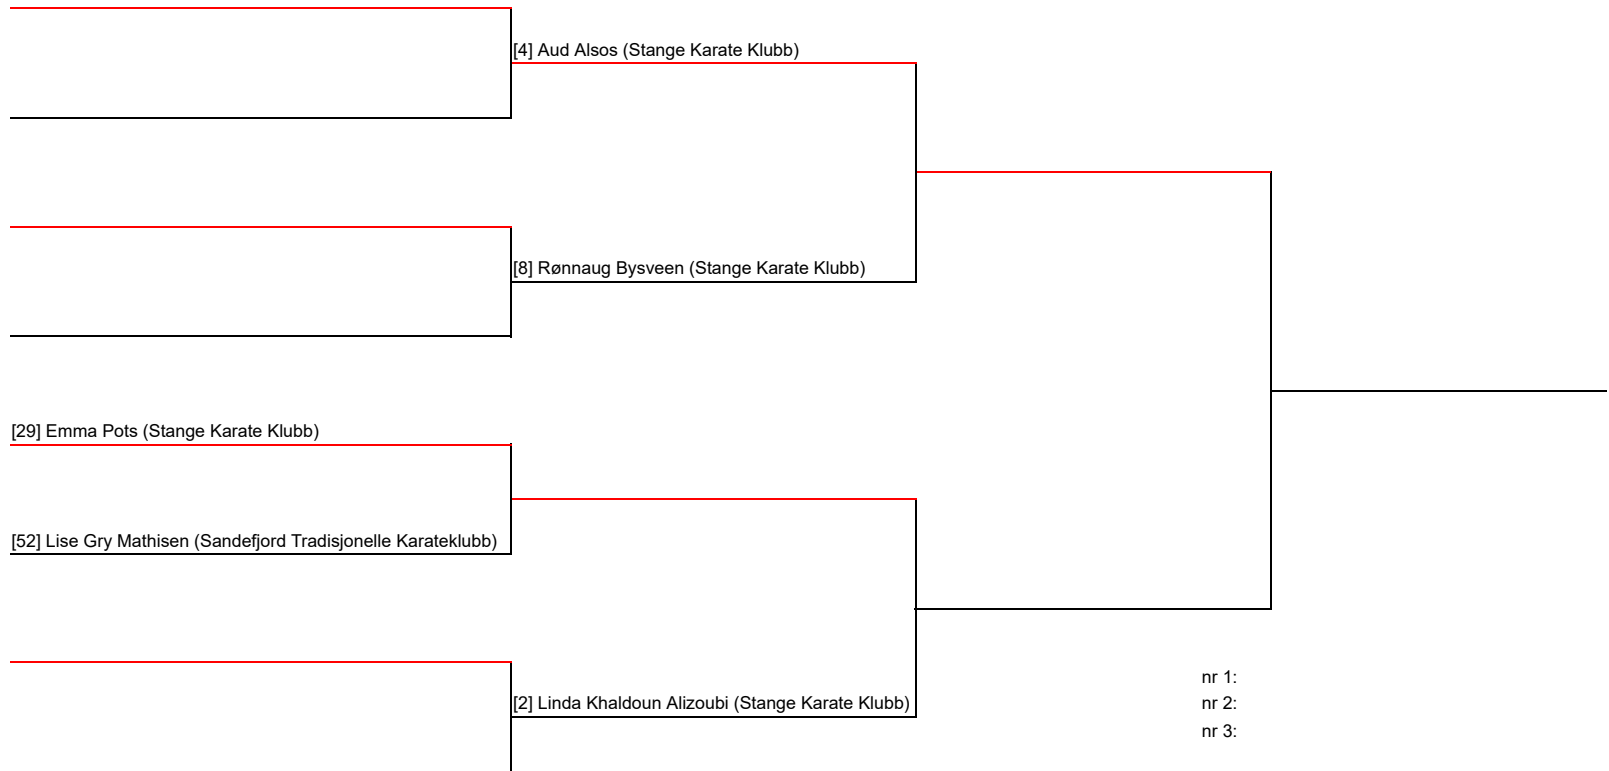 [4] Aud Alsos (Stange Karate Klubb)
[8] Rønnaug Bysveen (Stange Karate Klubb)
[29] Emma Pots (Stange Karate Klubb)
[52] Lise Gry Mathisen (Sandefjord Tradisjonelle Karateklubb)
[2] Linda Khaldoun Alizoubi (Stange Karate Klubb)
nr 1:
nr 2:
nr 3: